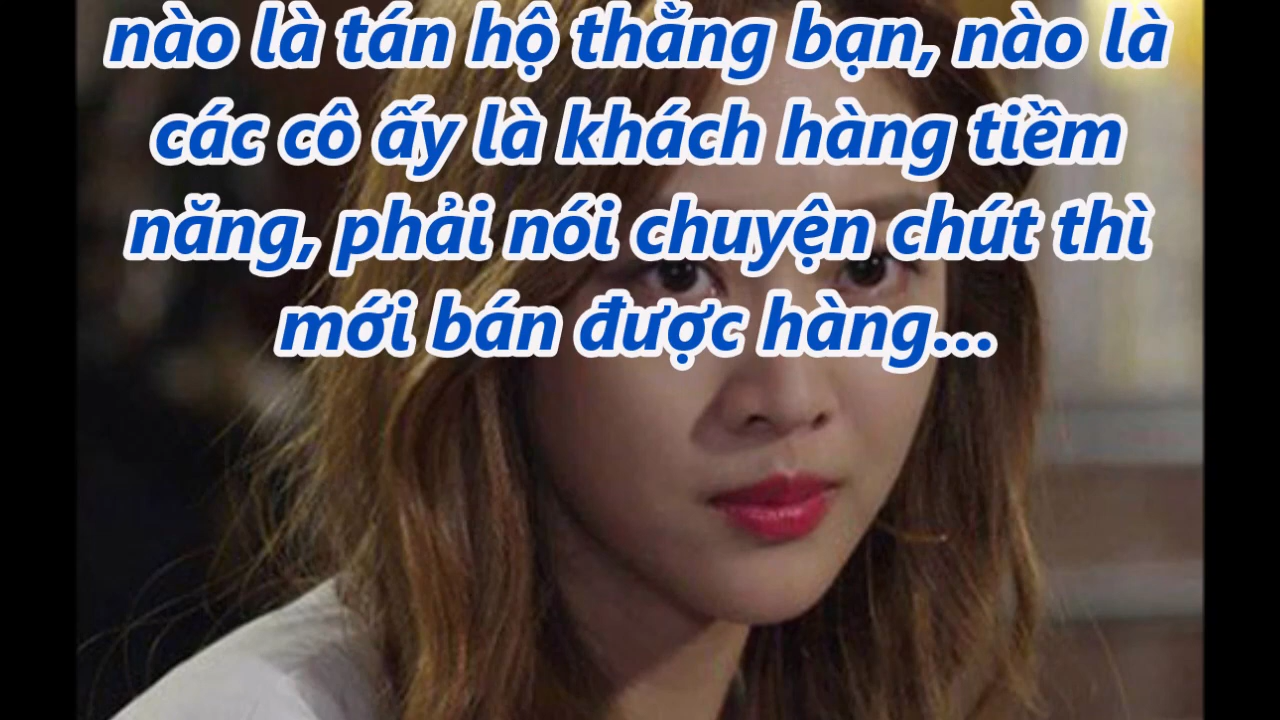 nào là tán hộ thằng bạn, nào là
các cô ấy là khách hàng tiềm
năng, phải nói chuyện chút thì
mới bán được hàng...